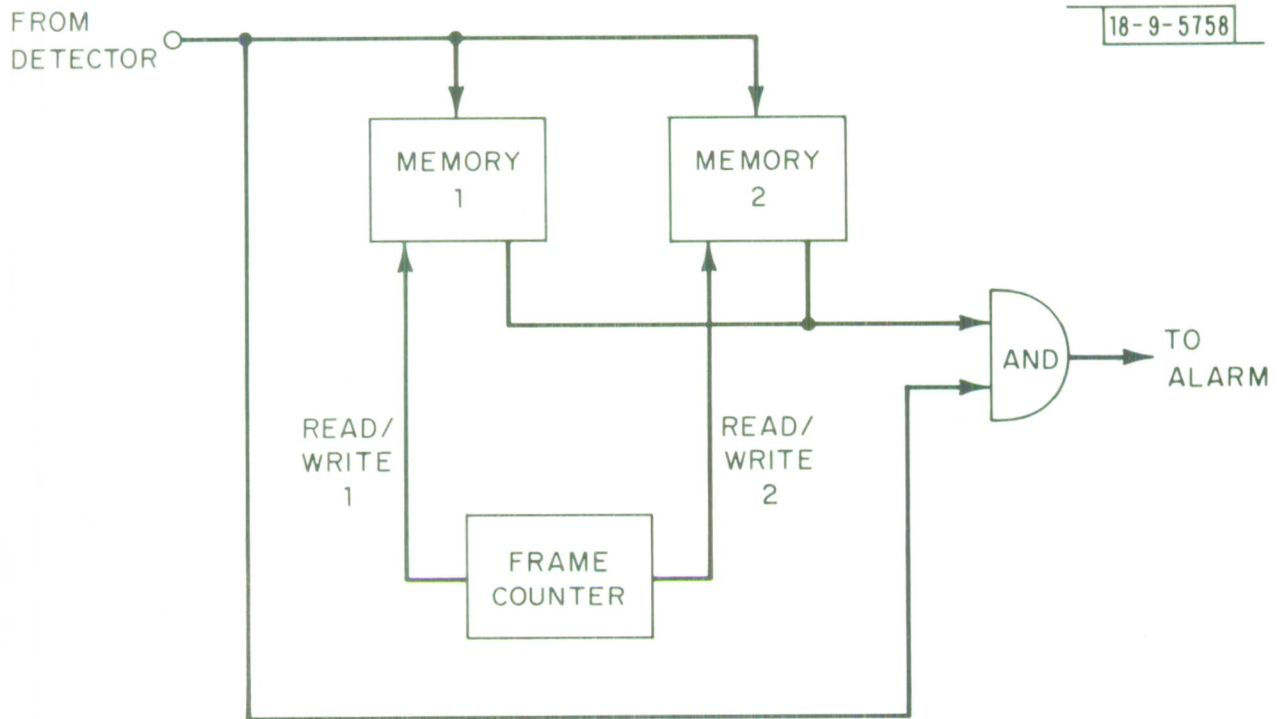 FROM
DETECTOR
18-9-5758
MEMORY
1
MEMORY
2
AND
TO
ALARM
READ/
WRITE
1
READ/
WRITE
2
FRAME
COUNTER